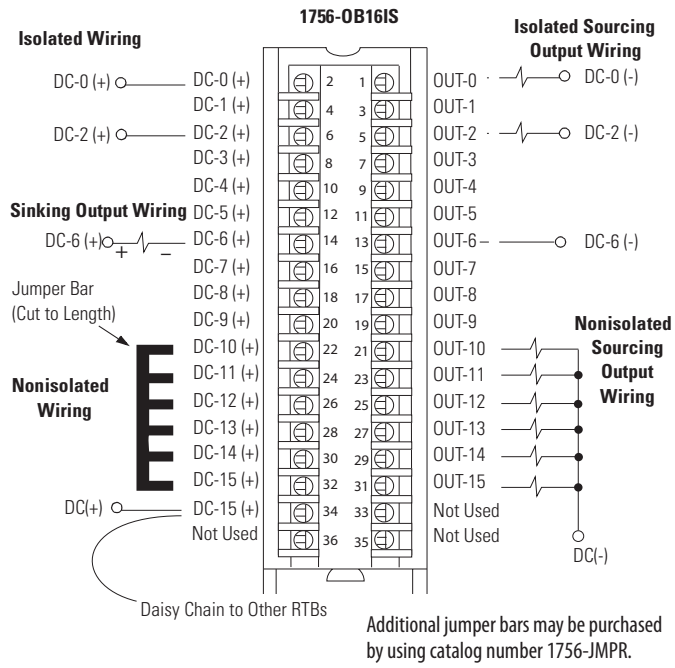 1756-OB16IS
Isolated Wiring
Isolated Sourcing
Output Wiring
DC-0 (+) DC-0 (+) 2 1 OUT-0 DC-0 (-)
DC-1 (+) 4 3 OUT-1
DC-2 (+) DC-2 (+) 6 5 OUT-2 DC-2 (-)
DC-3 (+) 8 7 OUT-3
DC-4 (+) 10 9 OUT-4
Sinking Output Wiring DC-5 (+) 12 11 OUT-5
DC-6 (+) + – DC-6 (+) 14 13 OUT-6 DC-6 (-)
DC-7 (+) 16 15 OUT-7
Jumper Bar
(Cut to Length)
DC-8 (+) 18 17 OUT-8
DC-9 (+) 20 19 OUT-9
Nonisolated
Sourcing
Output
Wiring
DC-10 (+) 22 21 OUT-10
DC-11 (+) 24 23 OUT-11
Nonisolated
Wiring
DC-12 (+) 26 25 OUT-12
DC-13 (+) 28 27 OUT-13
DC-14 (+) 30 29 OUT-14
DC-15 (+) 32 31 OUT-15
DC(+) DC-15 (+) 34 33 Not Used
Not Used 36 35 Not Used
DC(-)
Daisy Chain to Other RTBs
Additional jumper bars may be purchased
by using catalog number 1756-JMPR.